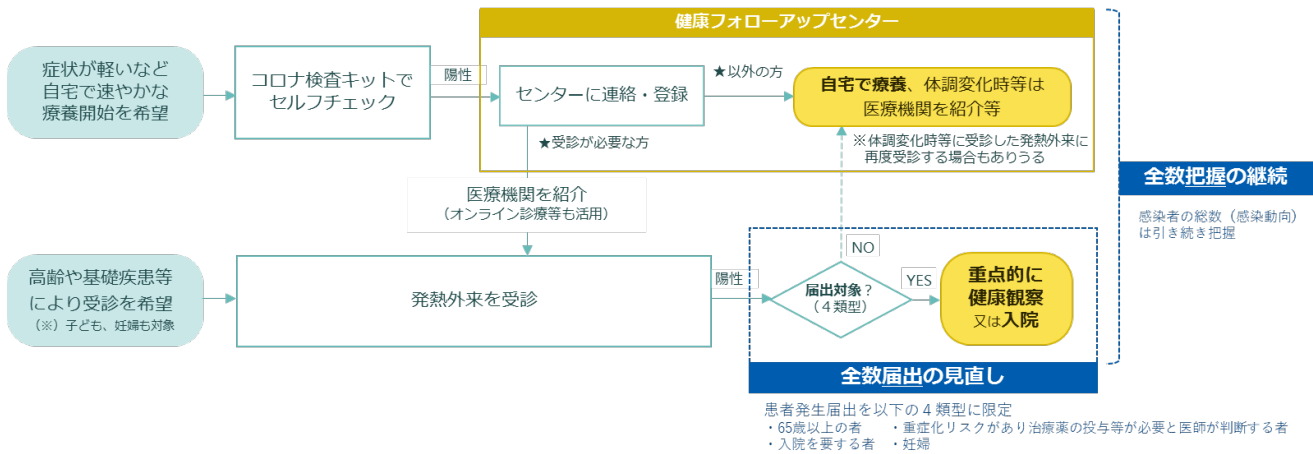 健康フォローアップセンター
症状が軽いなど
自宅で速やかな
療養開始を希望
コロナ検査キットで
セルフチェック
陽性
センターに連絡・登録
★以外の方
自宅で療養、体調変化時等は
医療機関を紹介等
※体調変化時等に受診した発熱外来に
再度受診する場合もありうる
★受診が必要な方
医療機関を紹介
（オンライン診療等も活用）
全数把握の継続
感染者の総数（感染動向）
は引き続き把握
高齢や基礎疾患等
により受診を希望
（※）子ども、妊婦も対象
発熱外来を受診
陽性
届出対象？
（４類型）
NO
YES
重点的に
健康観察
又は入院
全数届出の見直し
患者発生届出を以下の４類型に限定
・65歳以上の者　・重症化リスクがあり治療薬の投与等が必要と医師が判断する者
・入院を要する者　・妊婦